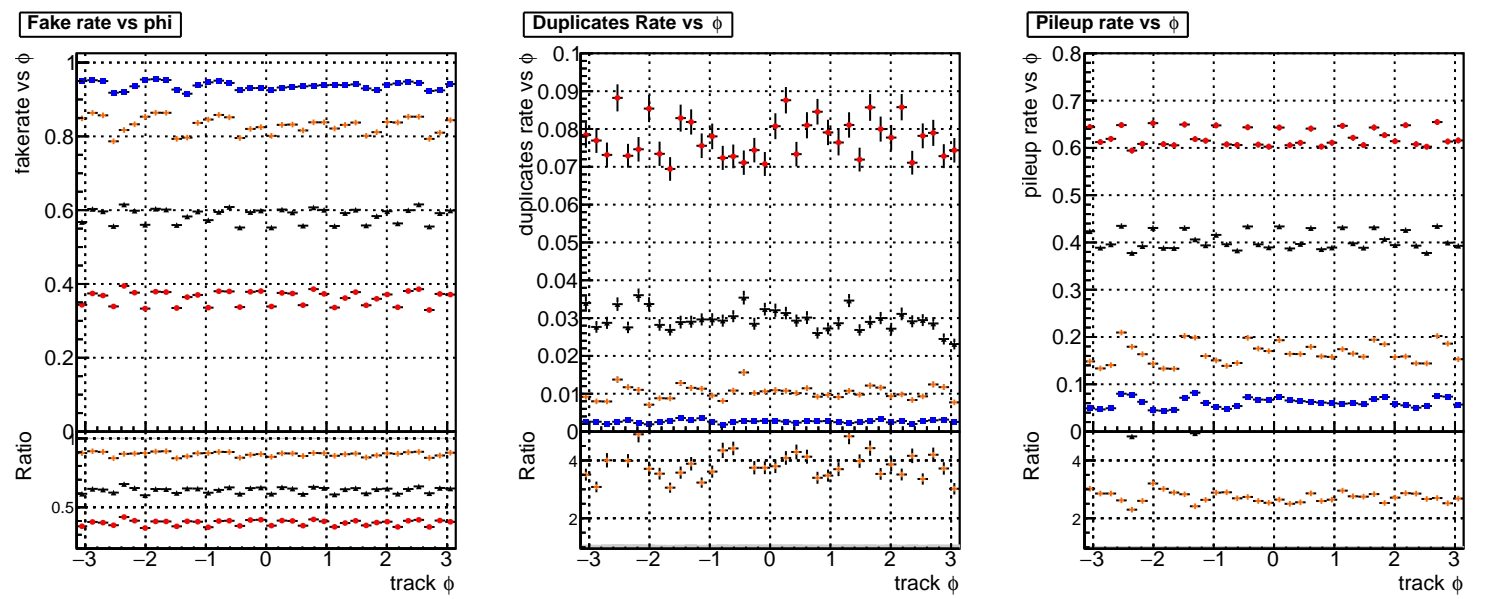 Fake rate vs phi
fakerate vs ϕ
1
0.8
0.6
0.4
0.2
0
Ratio
1
0.5
−3 −2 −1 0 1 2 3
track ϕ
Duplicates Rate vs ϕ
duplicates rate vs ϕ
0.1
0.09
0.08
0.07
0.06
0.05
0.04
0.03
0.02
0.01
0
Ratio
4
2
−3 −2 −1 0 1 2 3
track ϕ
Pileup rate vs ϕ
pileup rate vs ϕ
0.8
0.7
0.6
0.5
0.4
0.3
0.2
0.1
0
Ratio
4
2
−3 −2 −1 0 1 2 3
track ϕ